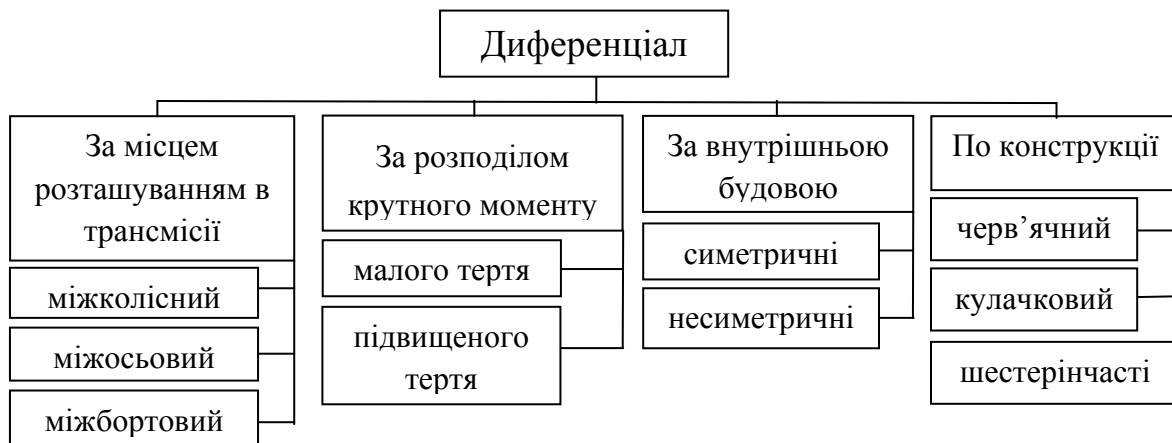 Диференціал
За місцем
розташуванням в
трансмісії
міжколісний
міжосьовий
міжбортовий
За розподілом
крутного моменту
малого тертя
підвищеного
тертя
За внутрішньою
будовою
симетричні
несиметричні
По конструкції
черв’ячний
кулачковий
шестерінчасті